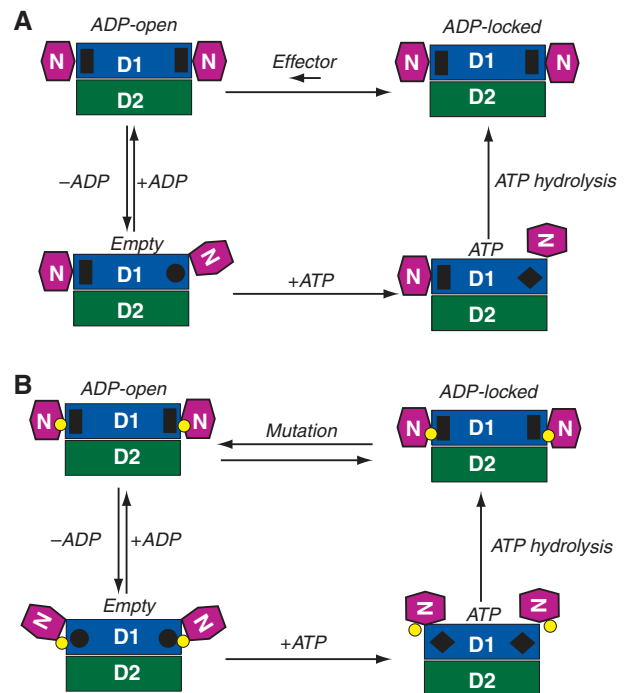 A
ADP-open
ADP-locked
N D1 N
D2
Effector
N D1 N
D2
–ADP
+ADP
ATP hydrolysis
Empty
N D1 N
D2
+ATP
ATP
N
N D1
D2
B
ADP-open
ADP-locked
N D1 N
D2
Mutation
N D1 N
D2
–ADP
+ADP
ATP hydrolysis
Empty
N D1 N
D2
+ATP
N ATP N
D1
D2